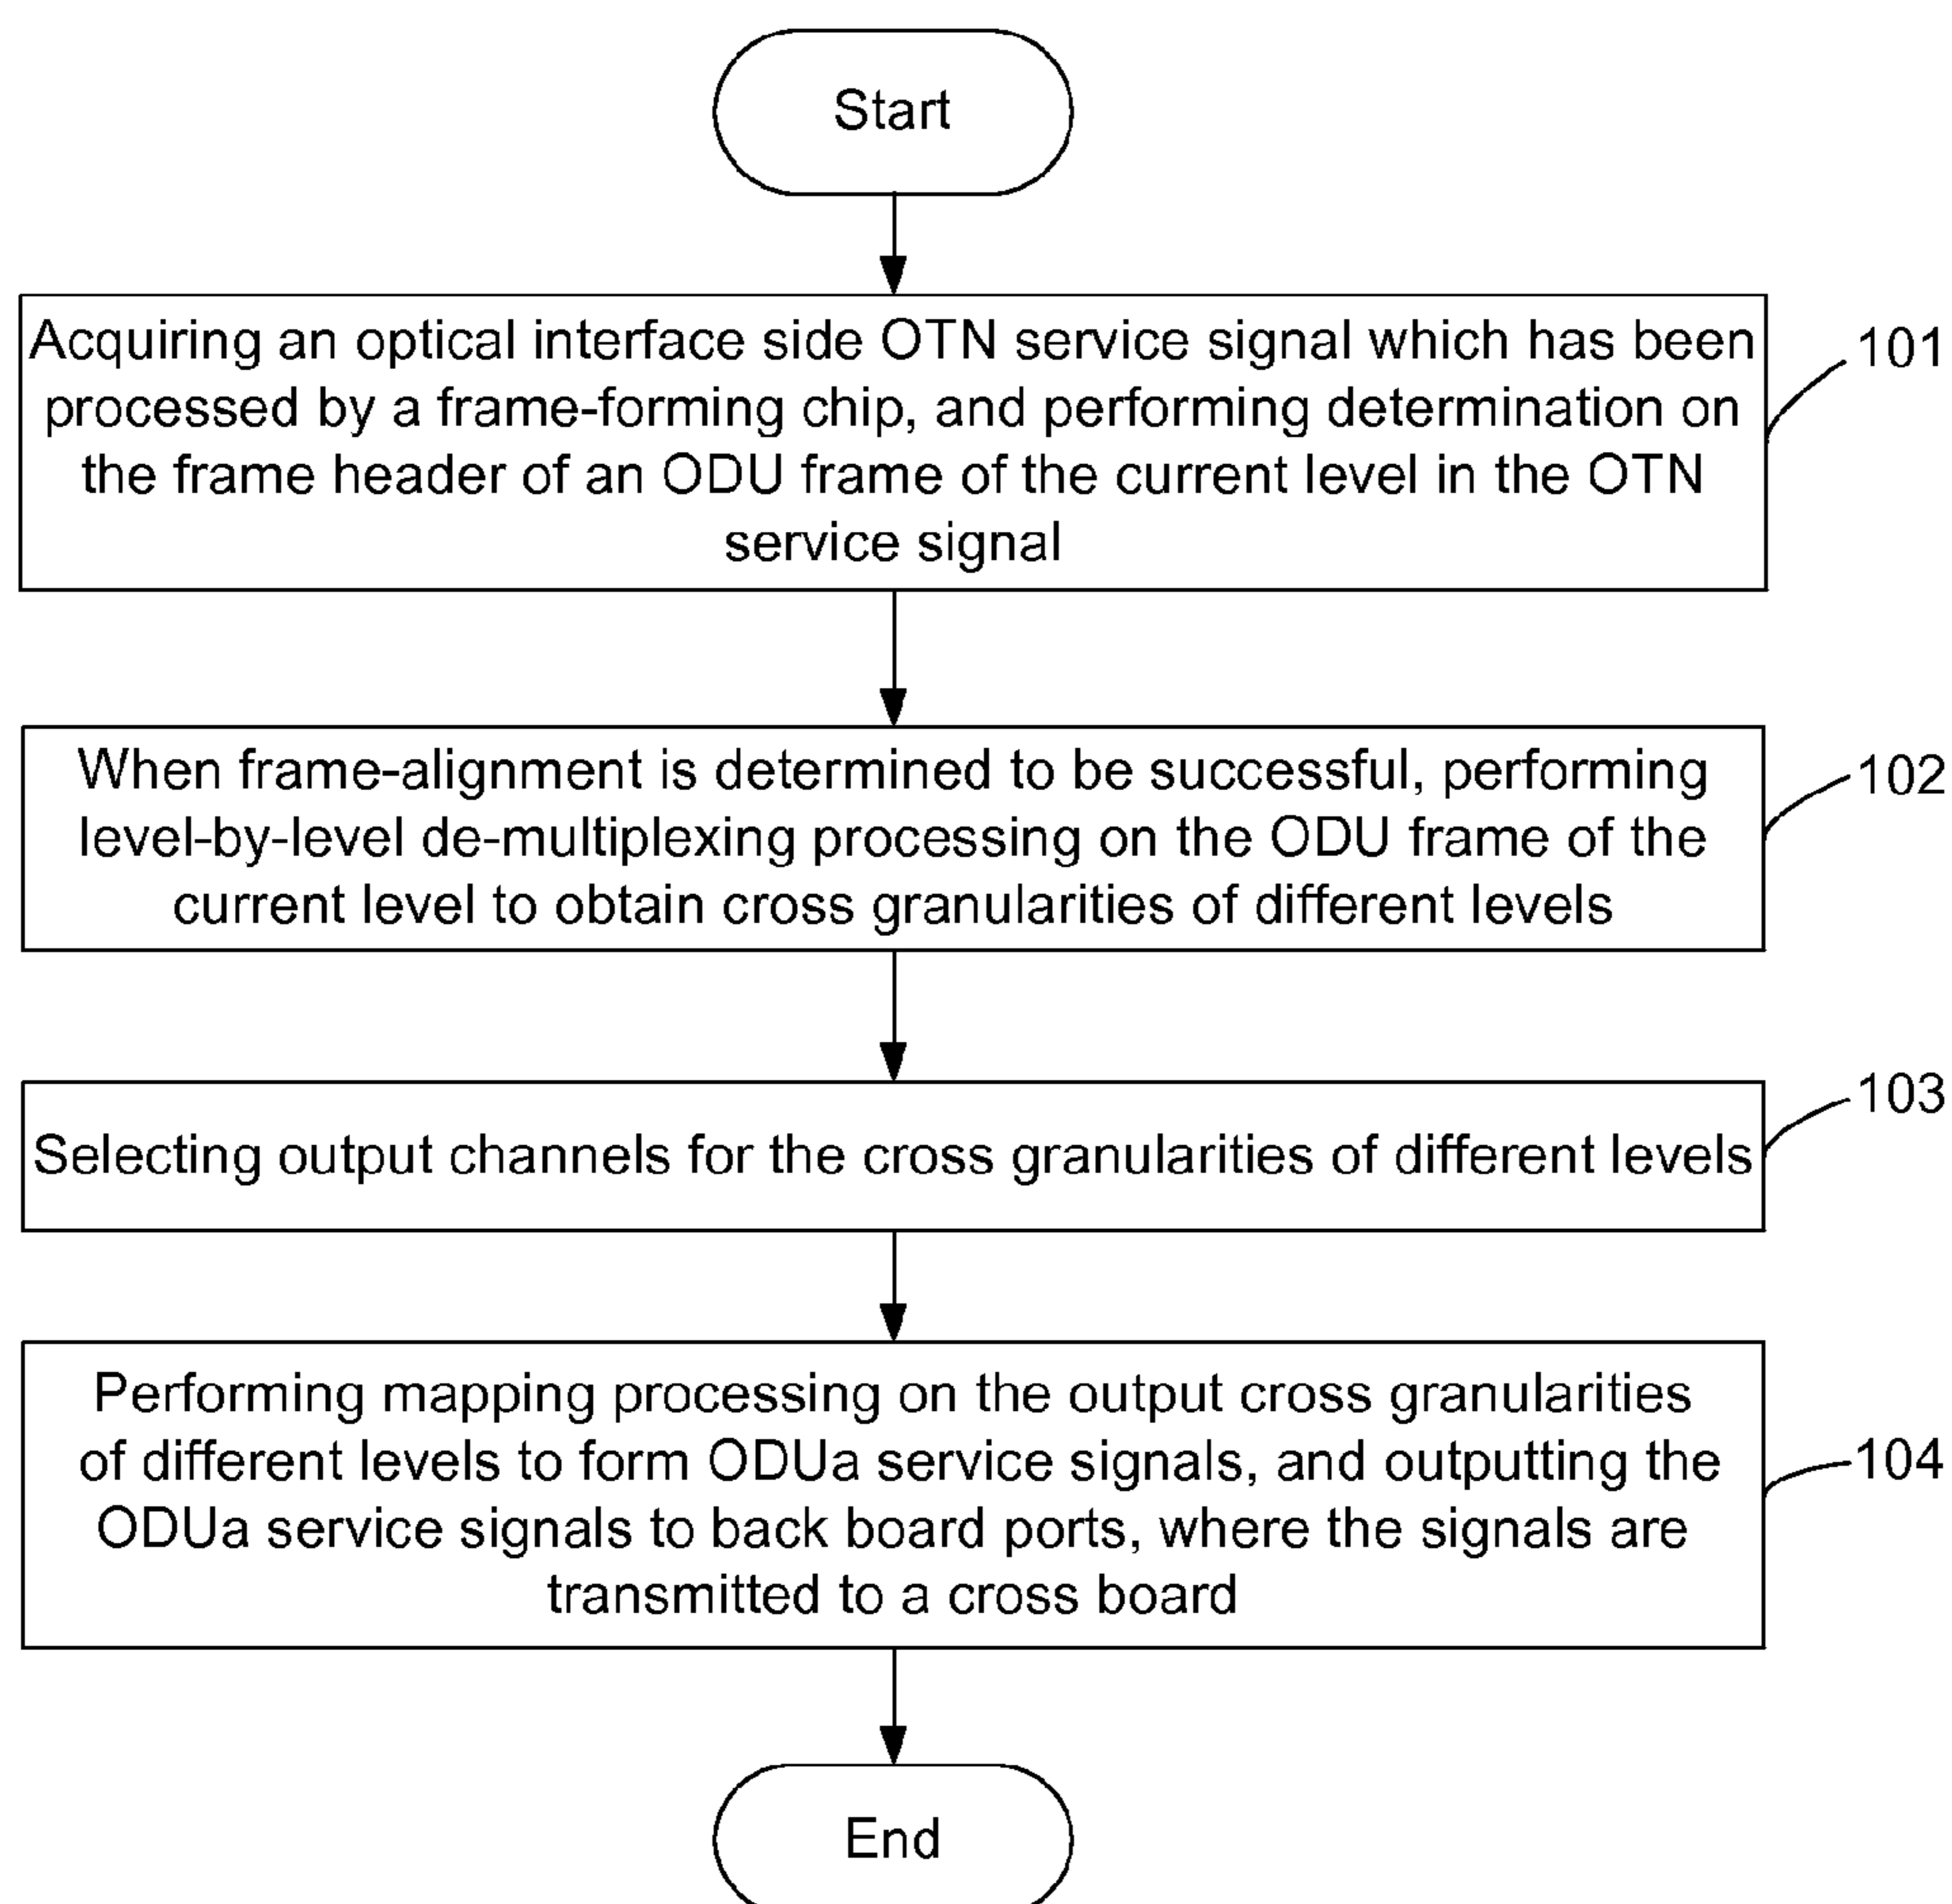 Start
Acquiring an optical interface side OTN service signal which has been
processed by a frame-forming chip, and performing determination on
the frame header of an ODU frame of the current level in the OTN
service signal
101
When frame-alignment is determined to be successful, performing
level-by-level de-multiplexing processing on the ODU frame of the
current level to obtain cross granularities of different levels
102
Selecting output channels for the cross granularities of different levels
103
Performing mapping processing on the output cross granularities
of different levels to form ODUa service signals, and outputting the
ODUa service signals to back board ports, where the signals are
transmitted to a cross board
104
End